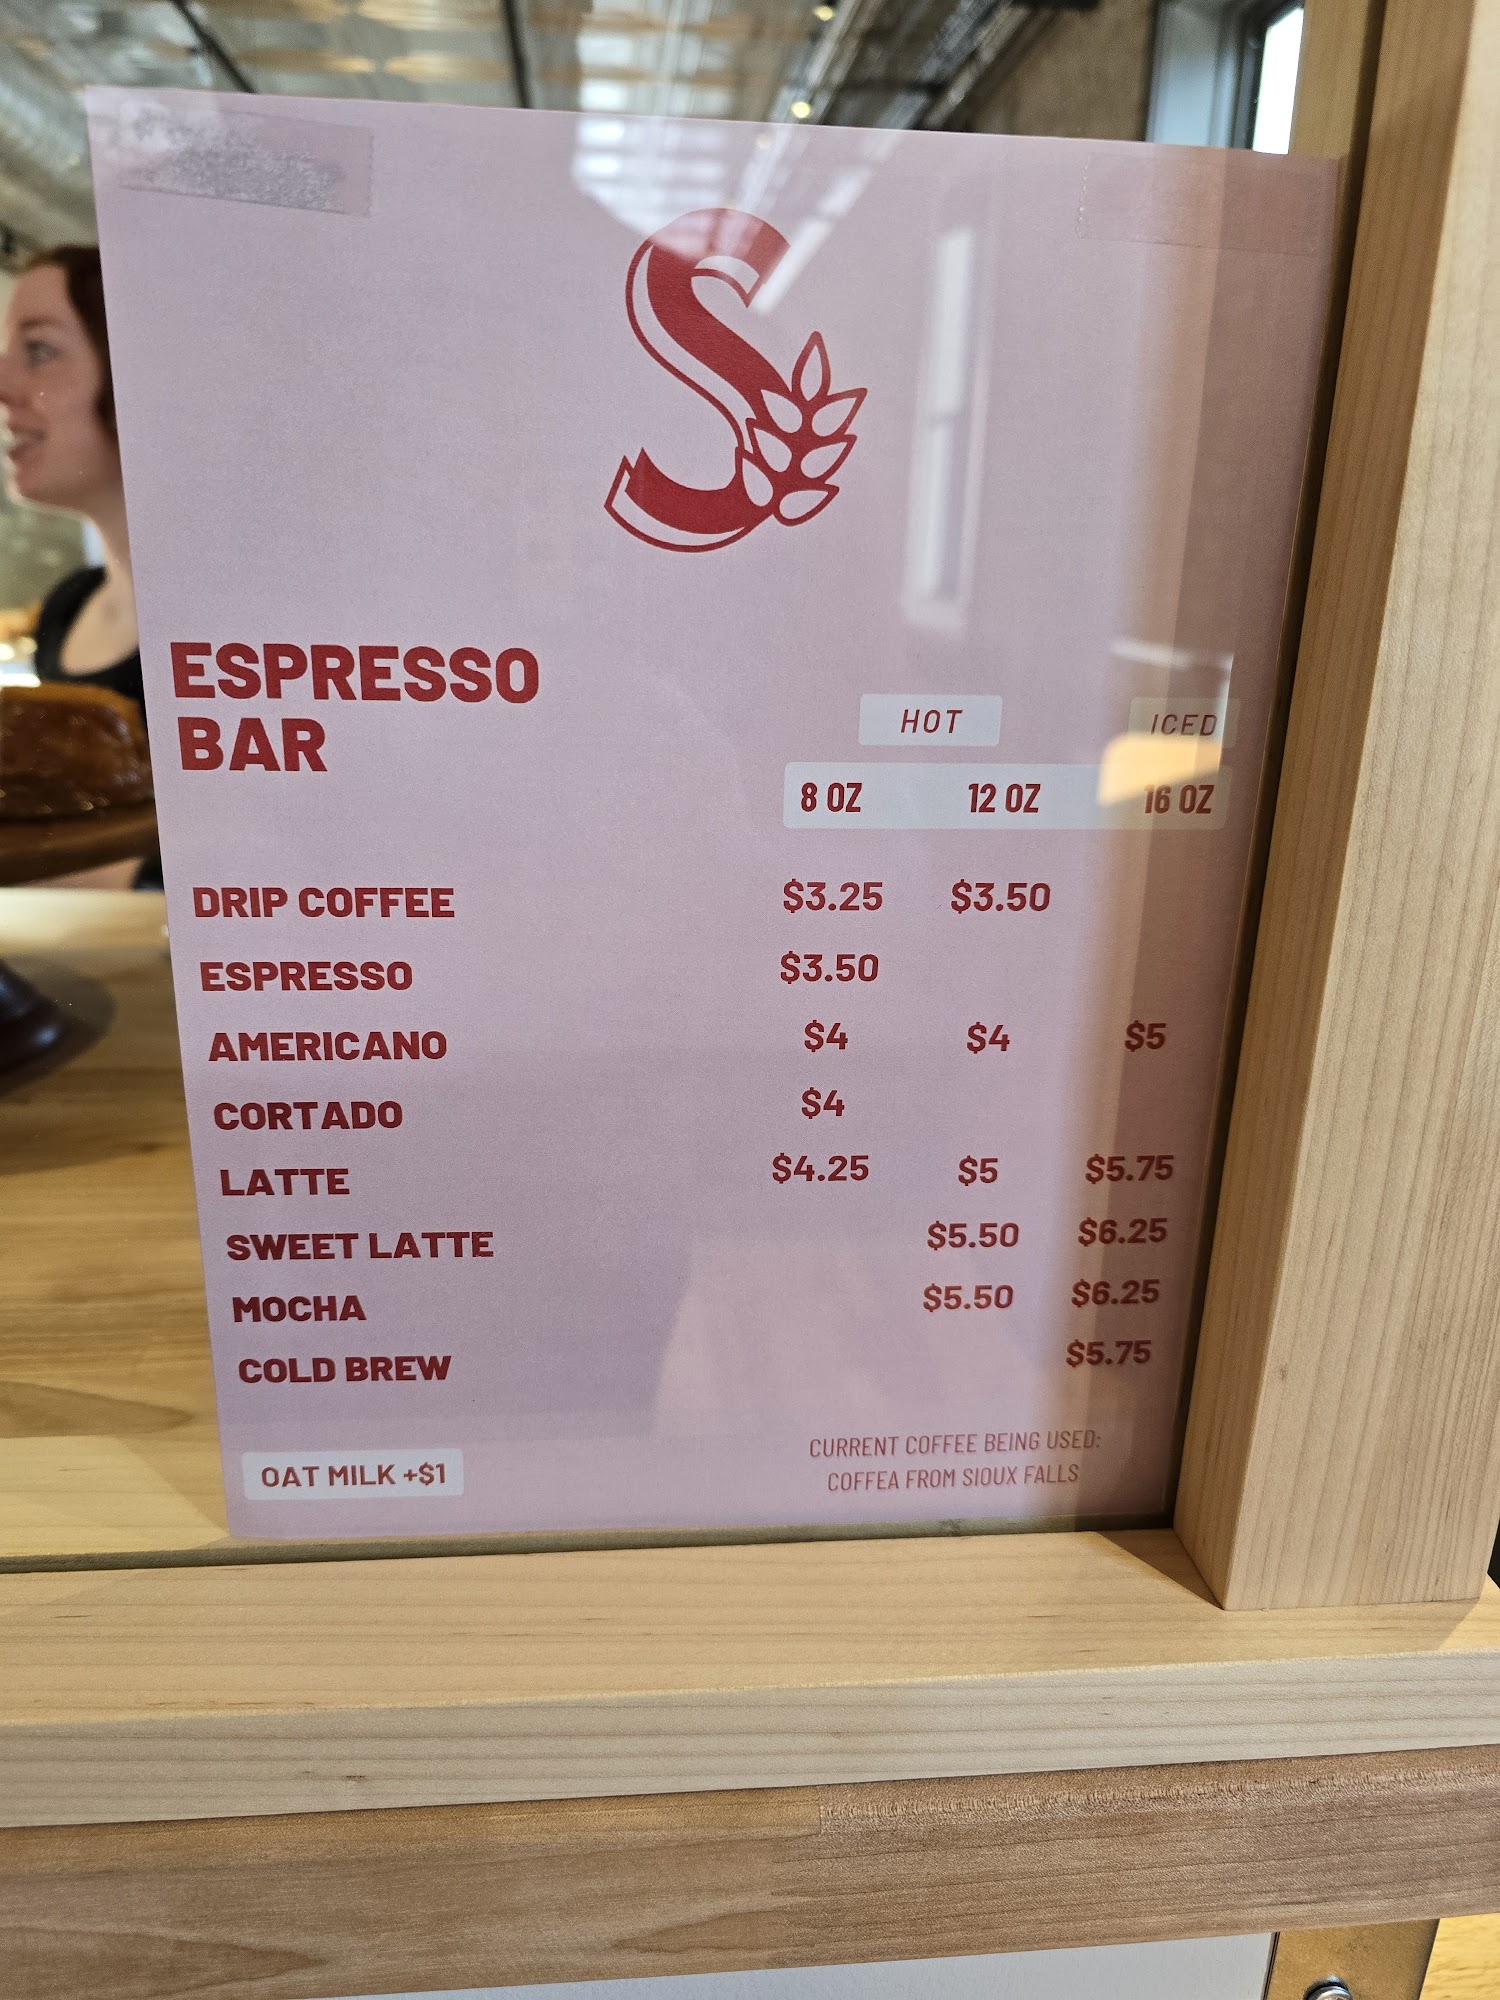 S
ESPRESSO
BAR
HOT ICED
8 OZ 12 OZ 16 OZ
DRIP COFFEE $3.25 $3.50
ESPRESSO $3.50
AMERICANO $4 $4 $5
CORTADO $4
LATTE $4.25 $5 $5.75
SWEET LATTE $5.50 $6.25
MOCHA $5.50 $6.25
COLD BREW $5.75
OAT MILK +$1
CURRENT COFFEE BEING USED:
COFFEA FROM SIOUX FALLS